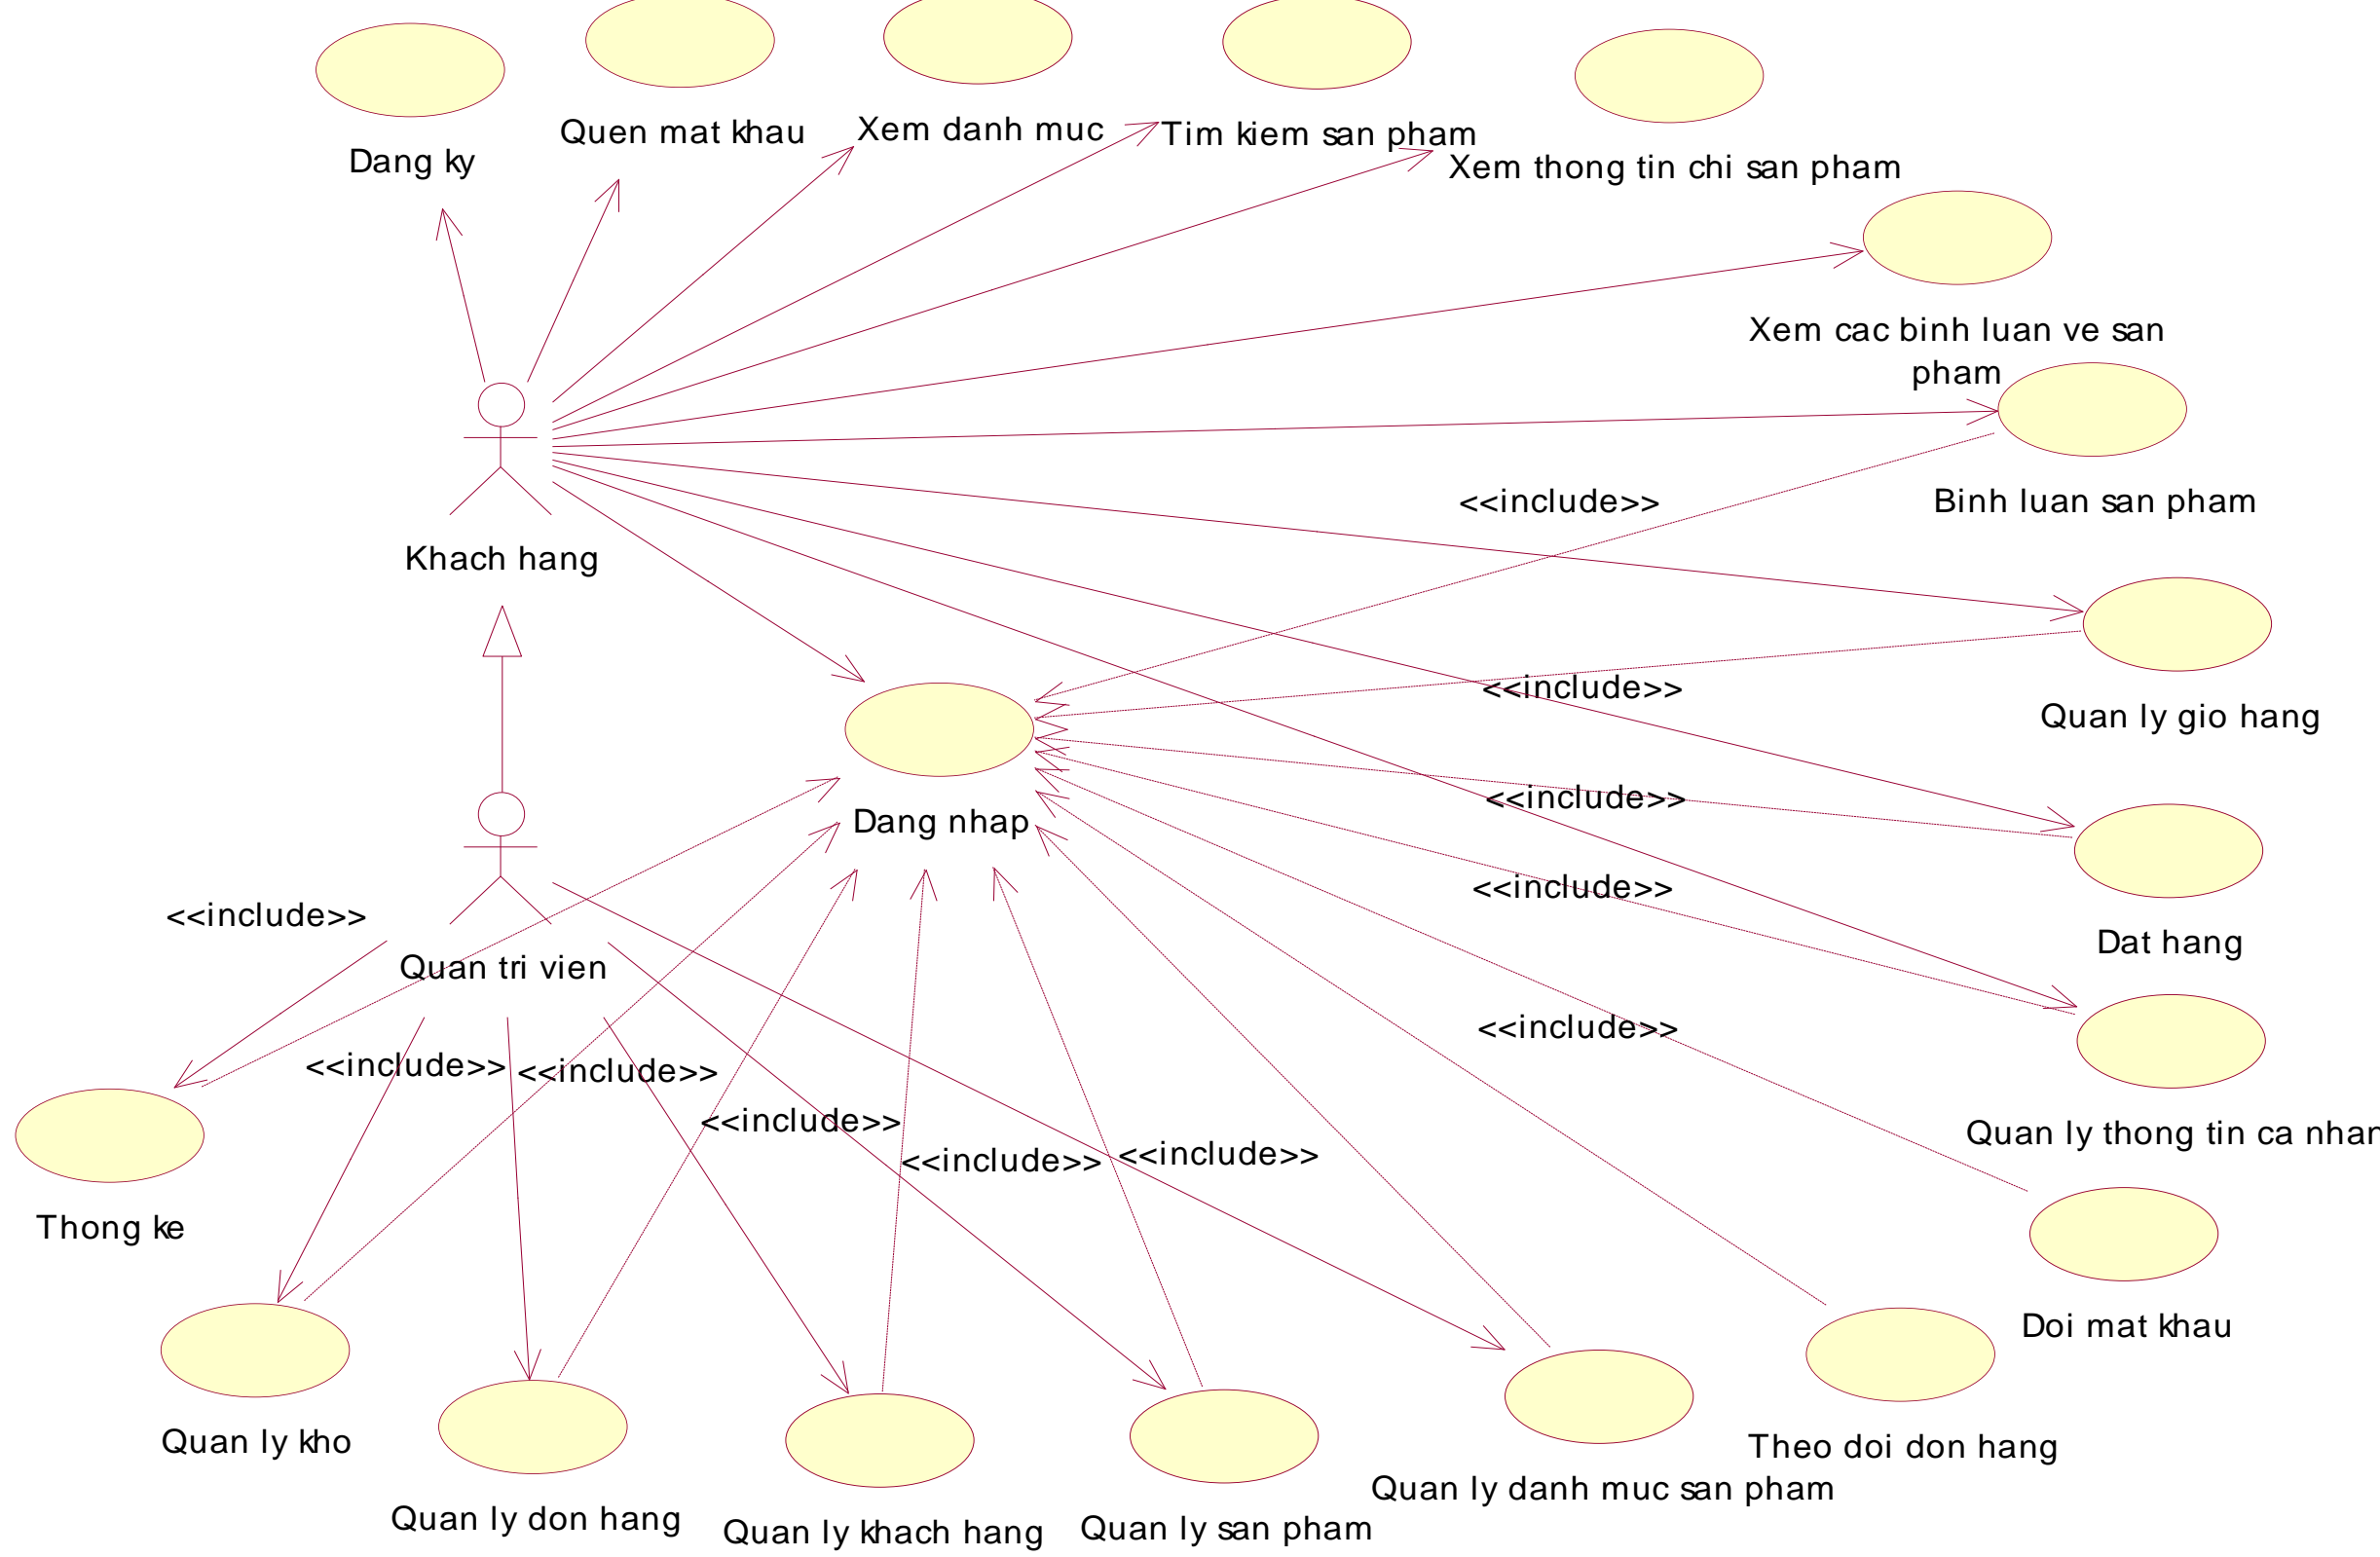 Dang ky
Quen mat khau
Xem danh muc
Tim kiem san pham
Xem thong tin chi san pham
Xem cac binh luan ve san
pham
Binh luan san pham
<<include>>
Khach hang
<<include>>
Quan ly gio hang
<<include>>
Dang nhap
<<include>>
Dat hang
<<include>>
Quan tri vien
<<include>>
<<include>>
<<include>>
<<include>>
<<include>>
<<include>>
Quan ly thong tin ca nhan
Thong ke
Doi mat khau
Quan ly kho
Theo doi don hang
Quan ly danh muc san pham
Quan ly don hang
Quan ly khach hang
Quan ly san pham